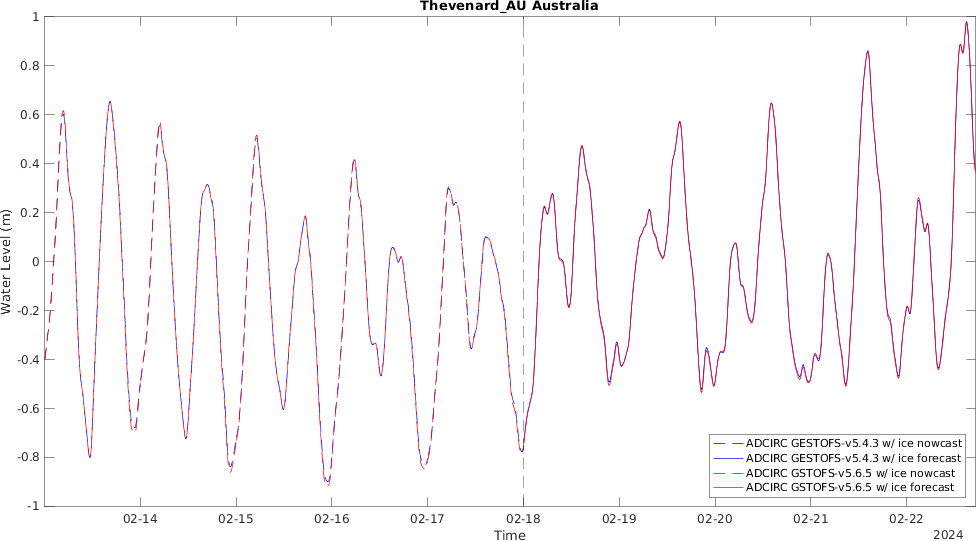 Thevenard_AU Australia
Water Level (m)
1
0.8
0.6
0.4
0.2
0
-0.2
-0.4
-0.6
-0.8
-1
02-14 02-15 02-16 02-17 02-18 02-19 02-20 02-21 02-22
Time
2024
ADCIRC GESTOFS-v5.4.3 w/ ice nowcast
ADCIRC GESTOFS-v5.4.3 w/ ice forecast
ADCIRC GSTOFS-v5.6.5 w/ ice nowcast
ADCIRC GSTOFS-v5.6.5 w/ ice forecast